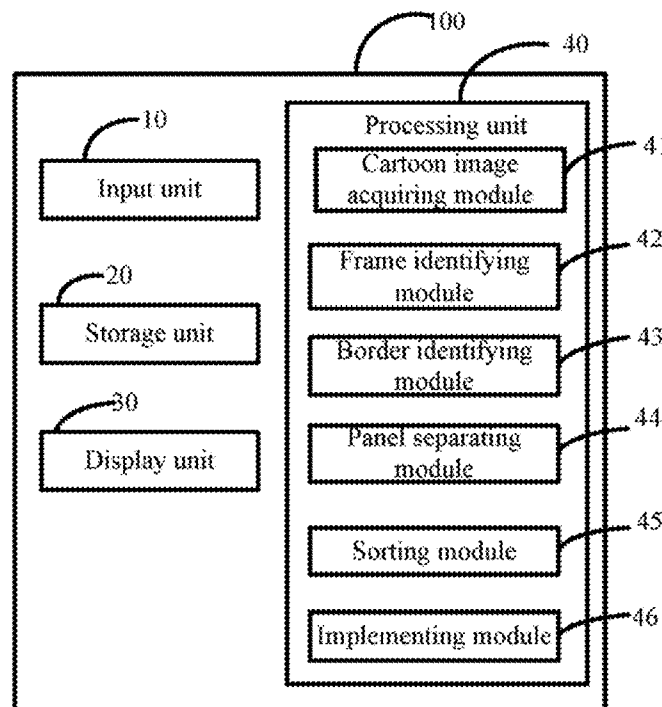 100
40
10
Input unit
20
Storage unit
30
Display unit
Processing unit
41
Cartoon image
acquiring module
42
Frame identifying
module
43
Border identifying
module
44
Panel separating
module
45
Sorting module
46
Implementing module